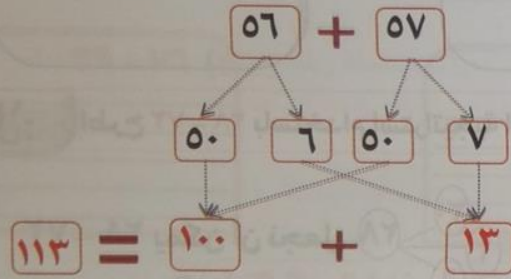 ٥٦ + ٥٧
٥٠ ٦ ٥٠ ٧
١١٣ = ١٠٠ + ١٣